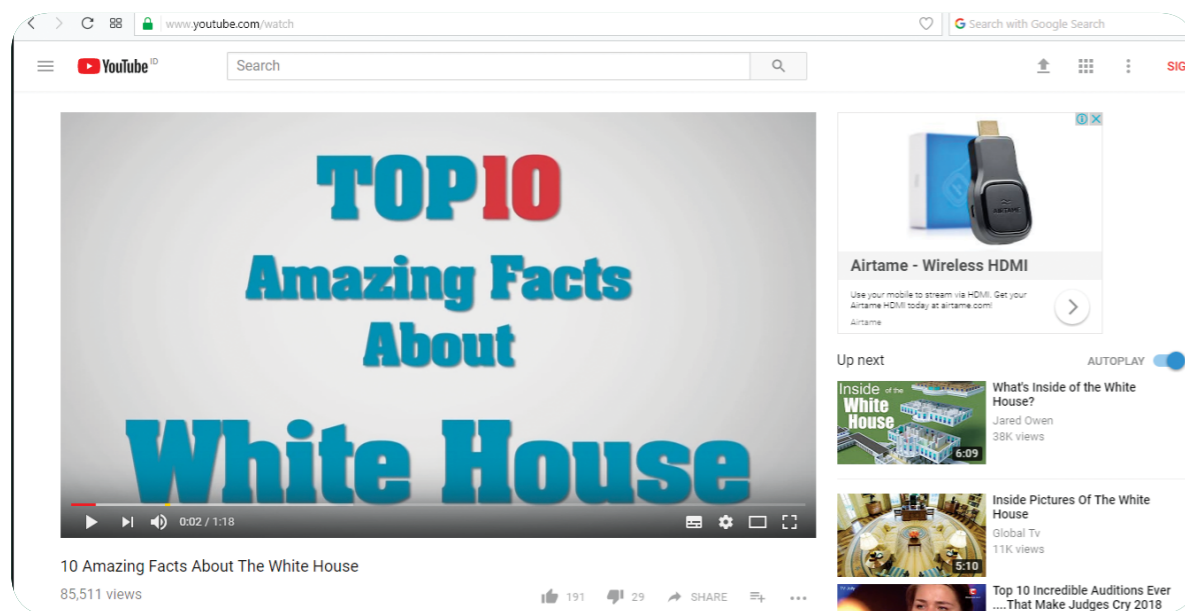 www.youtube.com/watch
G Search with Google Search
YouTube ID
Search
SIG
TOP10
Amazing Facts
About
White House
0:02 / 1:18
10 Amazing Facts About The White House
85,511 views
191
29
SHARE
AIRTAME
Airtame - Wireless HDMI
Use your mobile to stream via HDMI. Get your
Airtame HDMI today at airtame.com!
Airtame
Up next
AUTOPLAY
Inside of the
White
House
6:09
What's Inside of the White
House?
Jared Owen
38K views
5:10
Inside Pictures Of The White
House
Global Tv
11K views
Top 10 Incredible Auditions Ever
....That Make Judges Cry 2018